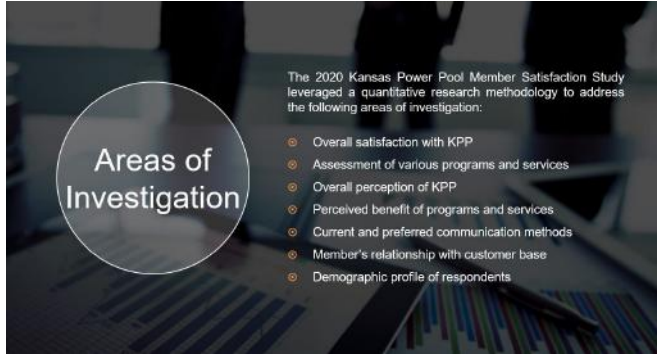 Areas of
Investigation
The 2020 Kansas Power Pool Member Satisfaction Study
leveraged a quantitative research methodology to address
the following areas of investigation:
Overall satisfaction with KPP
Assessment of various programs and services
Overall perception of KPP
Perceived benefit of programs and services
Current and preferred communication methods
Member's relationship with customer base
Demographic profile of respondents